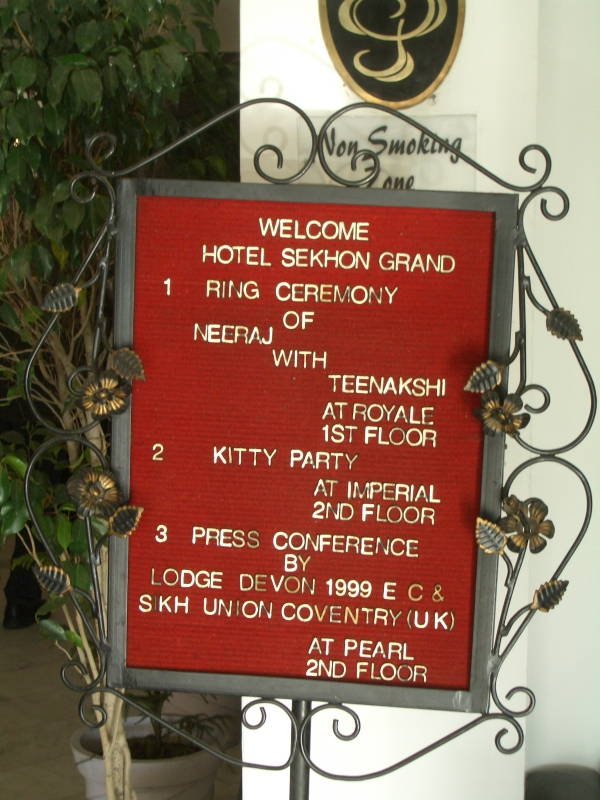 Non Smoking
Zone
WELCOME
HOTEL SEKHON GRAND
1 RING CEREMONY
OF
NEERAJ
WITH
TEENAKSHI
AT ROYALE
1ST FLOOR
2 KITTY PARTY
AT IMPERIAL
2ND FLOOR
3 PRESS CONFERENCE
BY
LODGE DEVON 1999 E C &
SIKH UNION COVENTRY (UK)
AT PEARL
2ND FLOOR